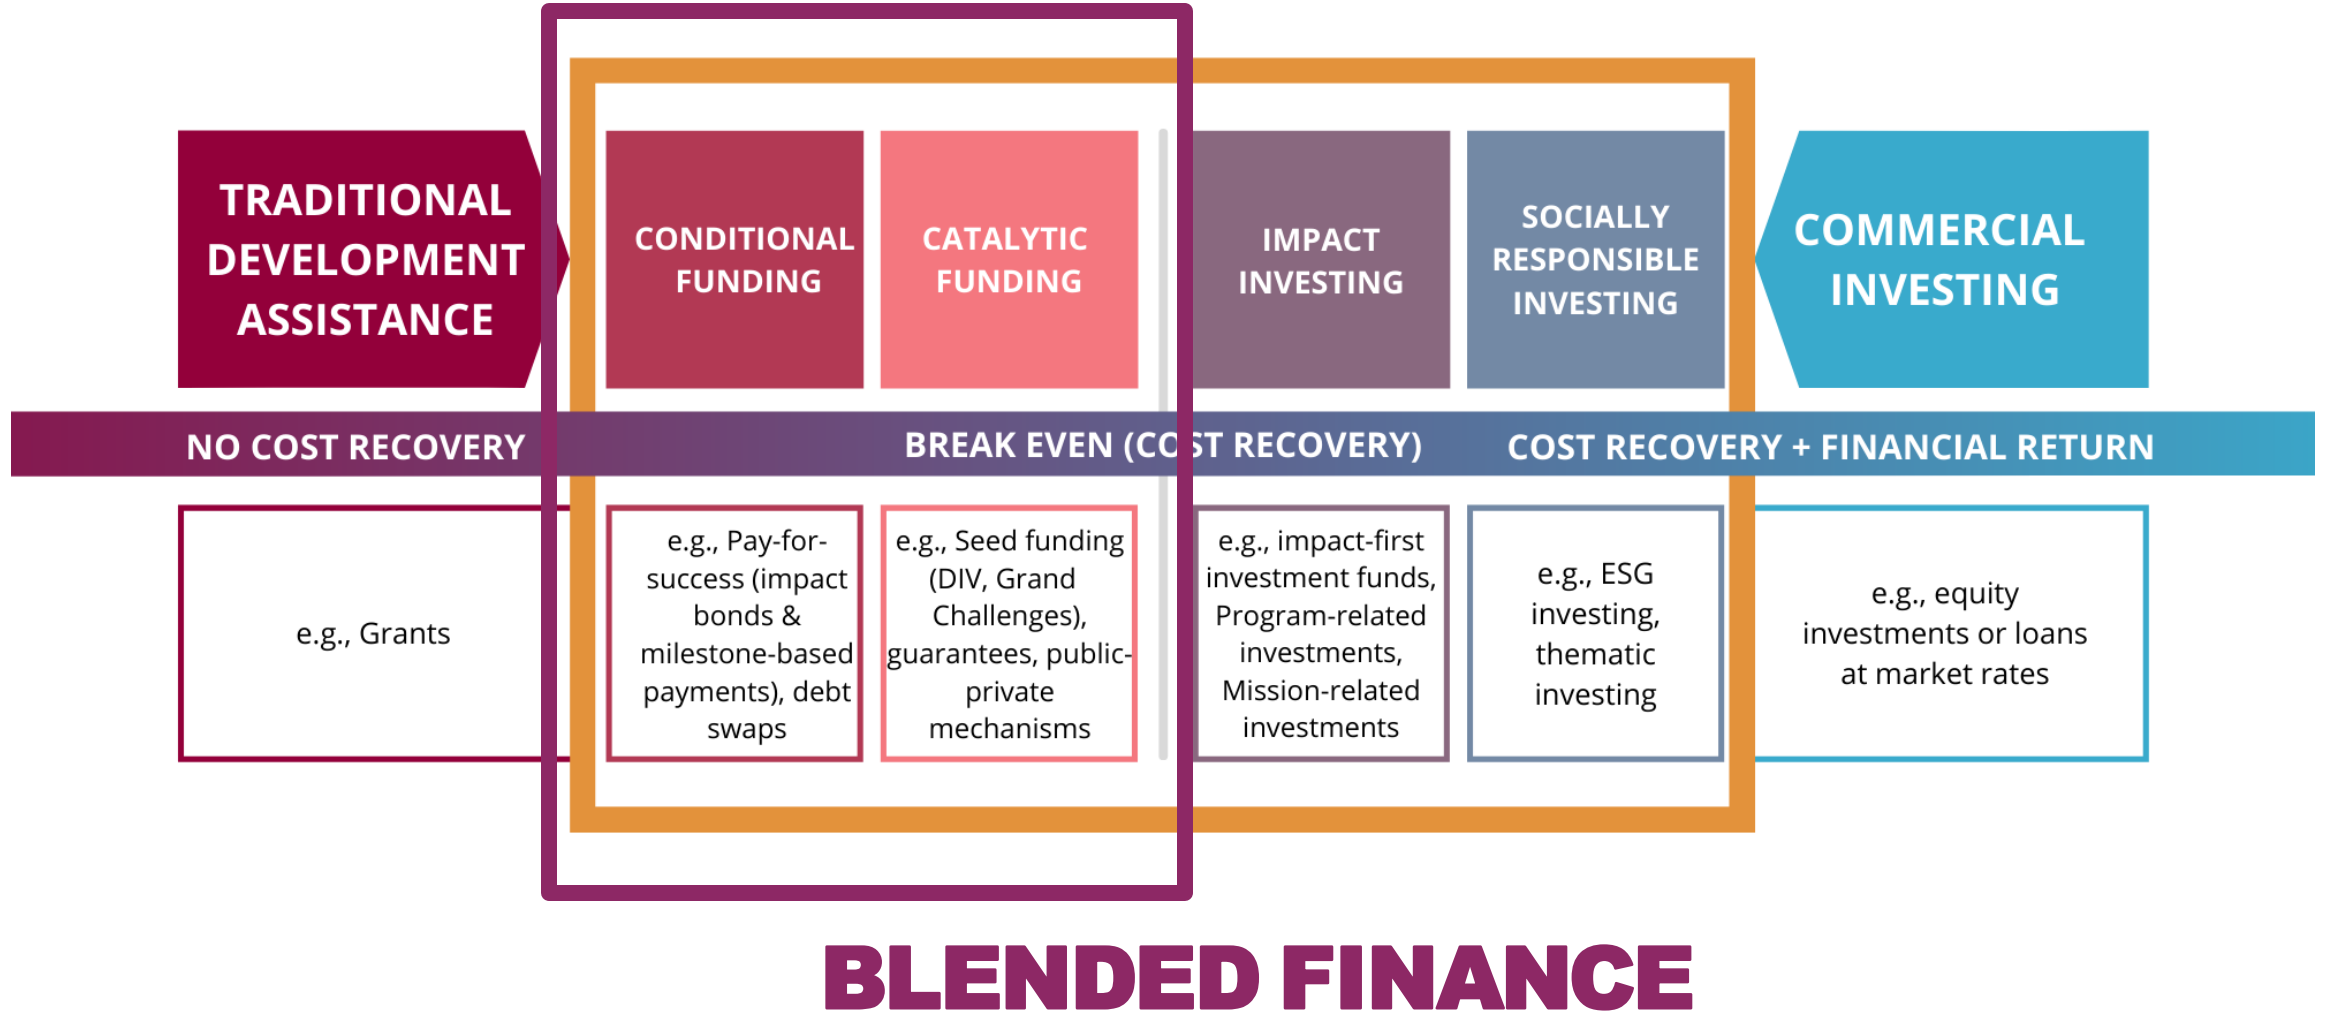 TRADITIONAL
DEVELOPMENT
ASSISTANCE
CONDITIONAL
FUNDING
CATALYTIC
FUNDING
IMPACT
INVESTING
SOCIALLY
RESPONSIBLE
INVESTING
COMMERCIAL
INVESTING
NO COST RECOVERY
BREAK EVEN (COST RECOVERY)
COST RECOVERY + FINANCIAL RETURN
e.g., Grants
e.g., Pay-for-
success (impact
bonds &
milestone-based
payments), debt
swaps
e.g., Seed funding
(DIV, Grand
Challenges),
guarantees, public-
private
mechanisms
e.g., impact-first
investment funds,
Program-related
investments,
Mission-related
investments
e.g., ESG
investing,
thematic
investing
e.g., equity
investments or loans
at market rates
BLENDED FINANCE